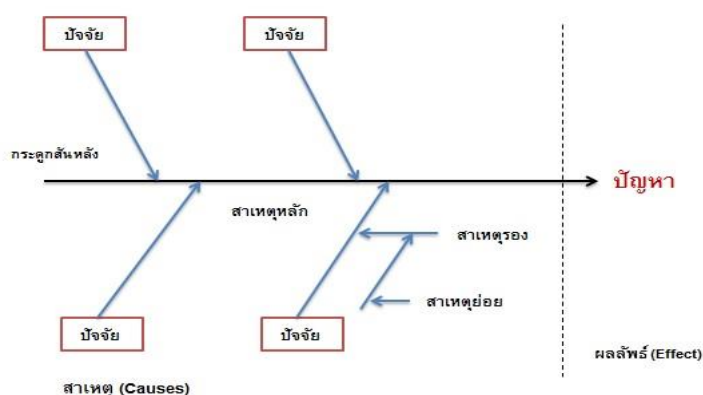 ปัจจัย
ปัจจัย
กระดูกสันหลัง
ปัญหา
สาเหตุหลัก
สาเหตุรอง
สาเหตุย่อย
ปัจจัย
ปัจจัย
ผลลัพธ์ (Effect)
สาเหตุ (Causes)